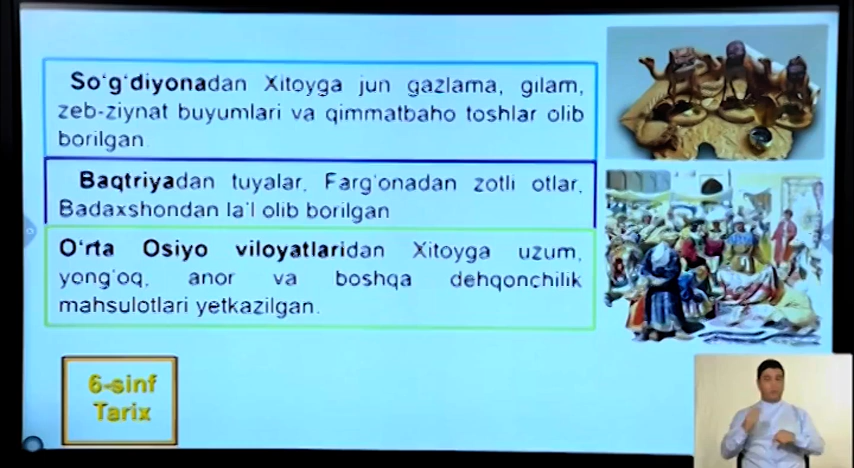 So‘g‘diyonadan Xitoyga jun gazlama, gilam,
zeb-ziynat buyumlari va qimmatbaho toshlar olib
borilgan.
Baqtriyadan tuyalar, Farg‘onadan zotli otlar,
Badaxshondan la’l olib borilgan
O‘rta Osiyo viloyatlaridan Xitoyga uzum,
yong‘oq, anor va boshqa dehqonchilik
mahsulotlari yetkazilgan.
6-sinf
Tarix